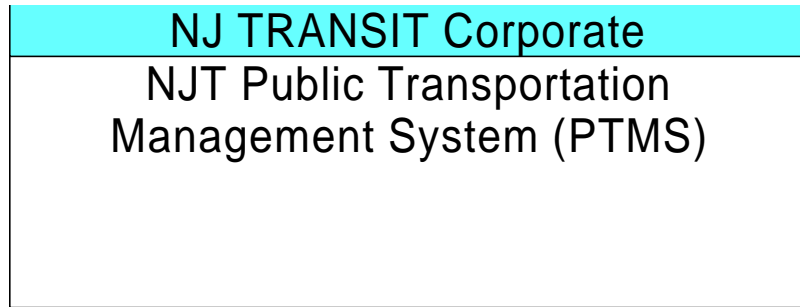 NJ TRANSIT Corporate
NJT Public Transportation
Management System (PTMS)